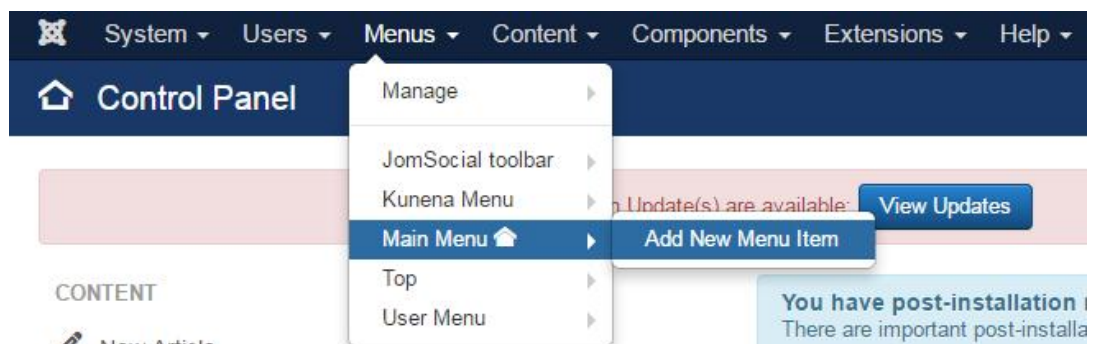 System Users Menus Content Components Extensions Help
Control Panel
Manage
JomSocial toolbar
Kunena Menu
Update(s) are available: View Updates
Main Menu Add New Menu Item
Top
CONTENT
You have post-installation
User Menu
There are important post-installa
New Article